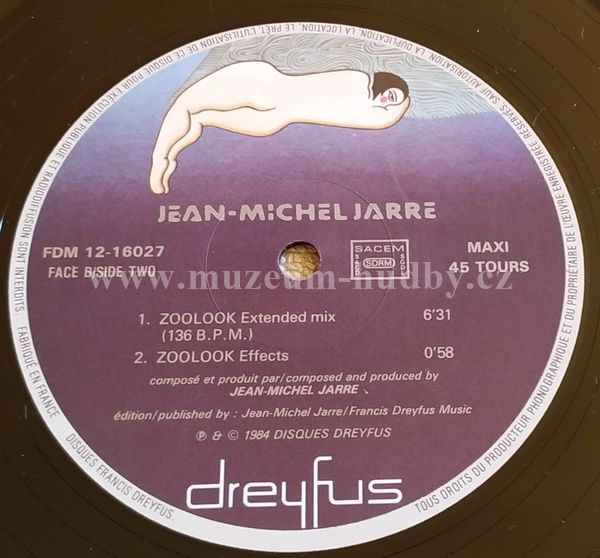 JEAN-MiCHEL JARRE
FDM 12-16027
FACE B/SIDE TWO
SACEM
SACD
SDRM
SGDL
MAXI
45 TOURS
www.muzeum-hudby.cz
1. ZOOLOOK Extended mix 6'31
(136 B.P.M.)
2. ZOOLOOK Effects 0'58
composé et produit par/composed and produced by
JEAN-MICHEL JARRE
édition/published by : Jean-Michel Jarre/Francis Dreyfus Music
℗ & © 1984 DISQUES DREYFUS
dreyfus
DISQUES FRANCIS DREYFUS.
TOUS DROITS DU PRODUCTEUR PHONOGRAPHIQUE ET DU PROPRIÉTAIRE DE L'ŒUVRE ENREGISTRÉE RÉSERVÉS. SAUF AUTORISATION, LA DUPLICATION, LA LOCATION, LE PRÊT, L'UTILISATION DE CE DISQUE POUR EXÉCUTION PUBLIQUE ET RADIODIFFUSION SONT INTERDITS. FABRIQUÉ EN FRANCE